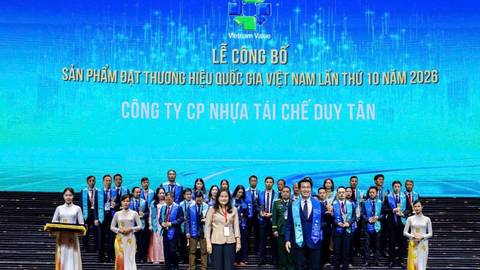 Vietnam Value
LỄ CÔNG BỐ
SẢN PHẨM ĐẠT THƯƠNG HIỆU QUỐC GIA VIỆT NAM LẦN THỨ 10 NĂM 2026
CÔNG TY CP NHỰA TÁI CHẾ DUY TÂN